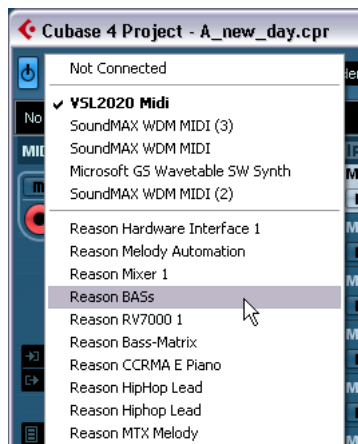 Cubase 4 Project - A_new_day.cpr
Not Connected
No
✓ VSL2020 Midi
SoundMAX WDM MIDI (3)
SoundMAX WDM MIDI
Microsoft GS Wavetable SW Synth
SoundMAX WDM MIDI (2)
Reason Hardware Interface 1
Reason Melody Automation
Reason Mixer 1
Reason BASs
Reason RV7000 1
Reason Bass-Matrix
Reason CCRMA E Piano
Reason HipHop Lead
Reason Hiphop Lead
Reason MTX Melody